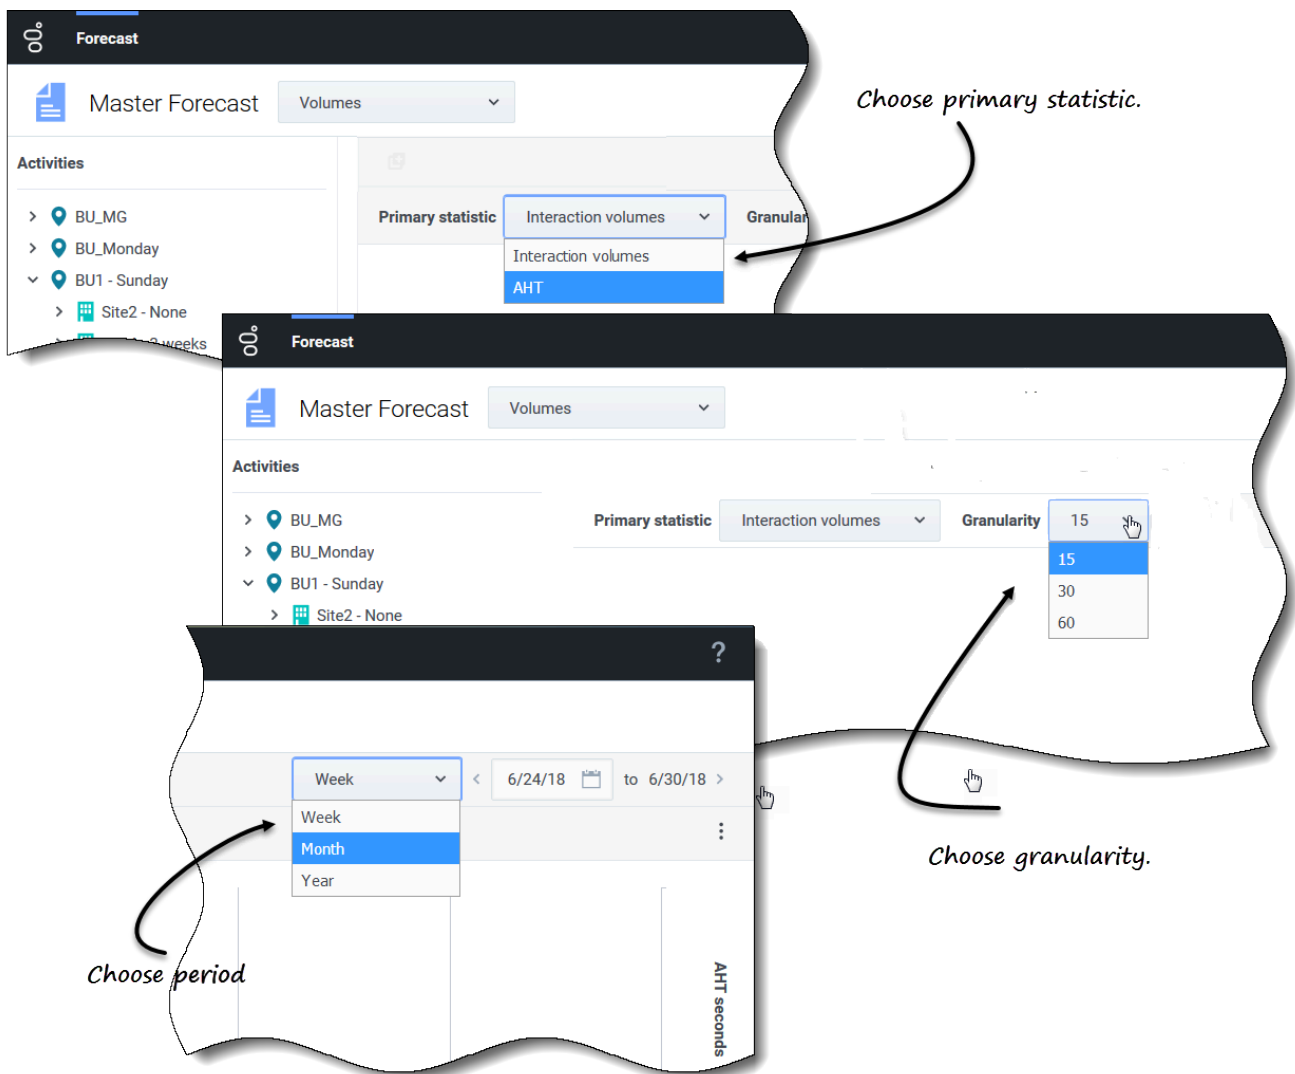 Forecast
Master Forecast Volumes
Choose primary statistic.
Activities
BU_MG
Primary statistic Interaction volumes Granular
BU_Monday
Interaction volumes
BU1 - Sunday
AHT
Site2 - None
weeks
Forecast
Master Forecast Volumes
Activities
BU_MG
Primary statistic Interaction volumes Granularity 15
BU_Monday
15
BU1 - Sunday
30
Site2 - None
60
?
Week < 6/24/18 to 6/30/18 >
Week
Month
Year
Choose granularity.
Choose period
AHT seconds